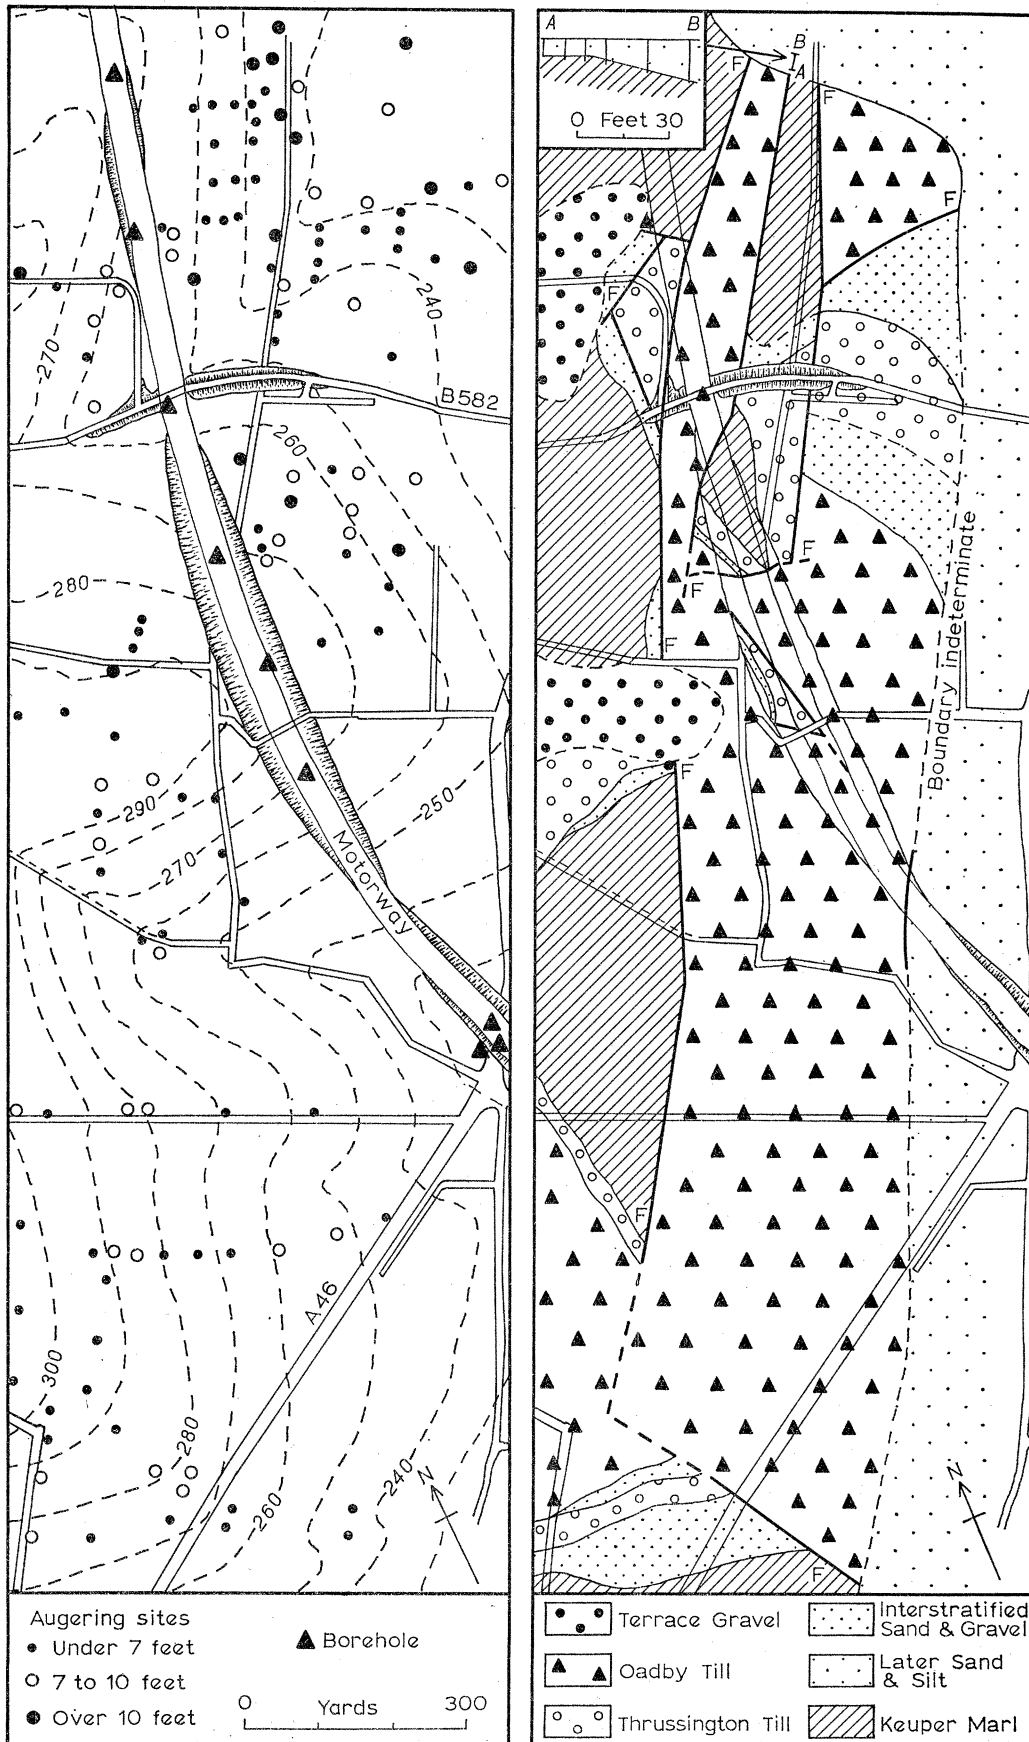 270
240
B582
260
280
290
250
270
Motorway
A46
300
280
260
240
N
Augering sites
Under 7 feet
7 to 10 feet
Over 10 feet
Borehole
0 Yards 300
A B
0 Feet 30
B
A
F
F
F
F
F
F
F
Boundary indeterminate
F
F
F
N
Terrace Gravel
Oadby Till
Thrussington Till
Interstratified
Sand & Gravel
Later Sand
& Silt
Keuper Marl